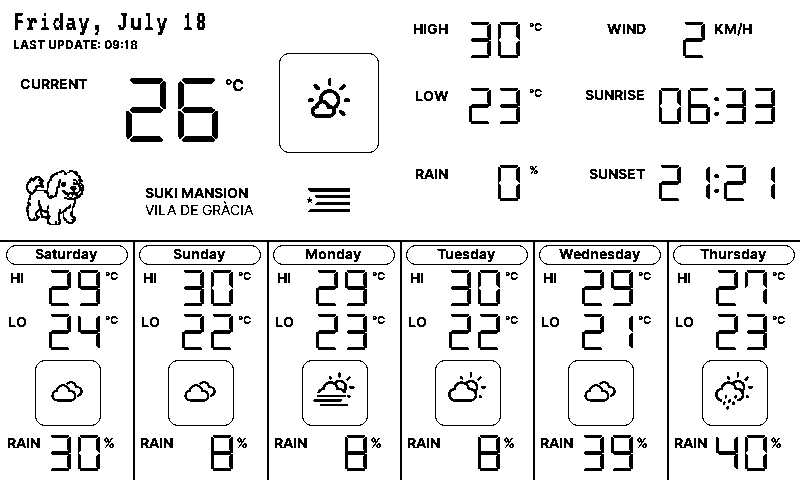 Friday, July 18
LAST UPDATE: 09:18
CURRENT 26 °C
HIGH 30 °C
WIND 2 KM/H
LOW 23 °C
SUNRISE 06:33
RAIN 0 %
SUNSET 21:21
SUKI MANSION
VILA DE GRÀCIA
Saturday
HI 29 °C
LO 24 °C
RAIN 30 %
Sunday
HI 30 °C
LO 22 °C
RAIN 8 %
Monday
HI 29 °C
LO 23 °C
RAIN 8 %
Tuesday
HI 30 °C
LO 22 °C
RAIN 8 %
Wednesday
HI 29 °C
LO 21 °C
RAIN 39 %
Thursday
HI 27 °C
LO 23 °C
RAIN 40 %